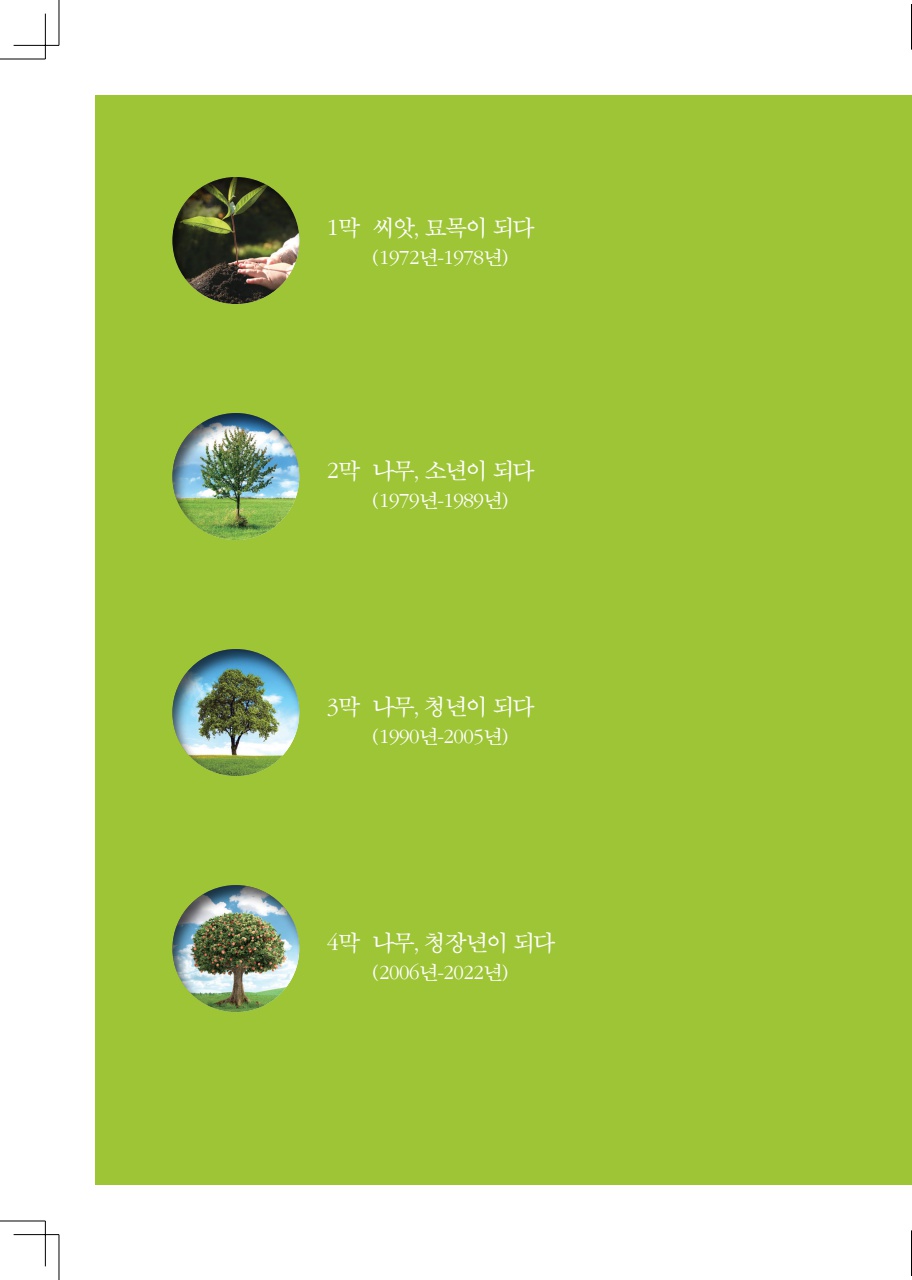 1막 씨앗, 묘목이 되다
(1972년-1978년)
2막 나무, 소년이 되다
(1979년-1989년)
3막 나무, 청년이 되다
(1990년-2005년)
4막 나무, 청장년이 되다
(2006년-2022년)